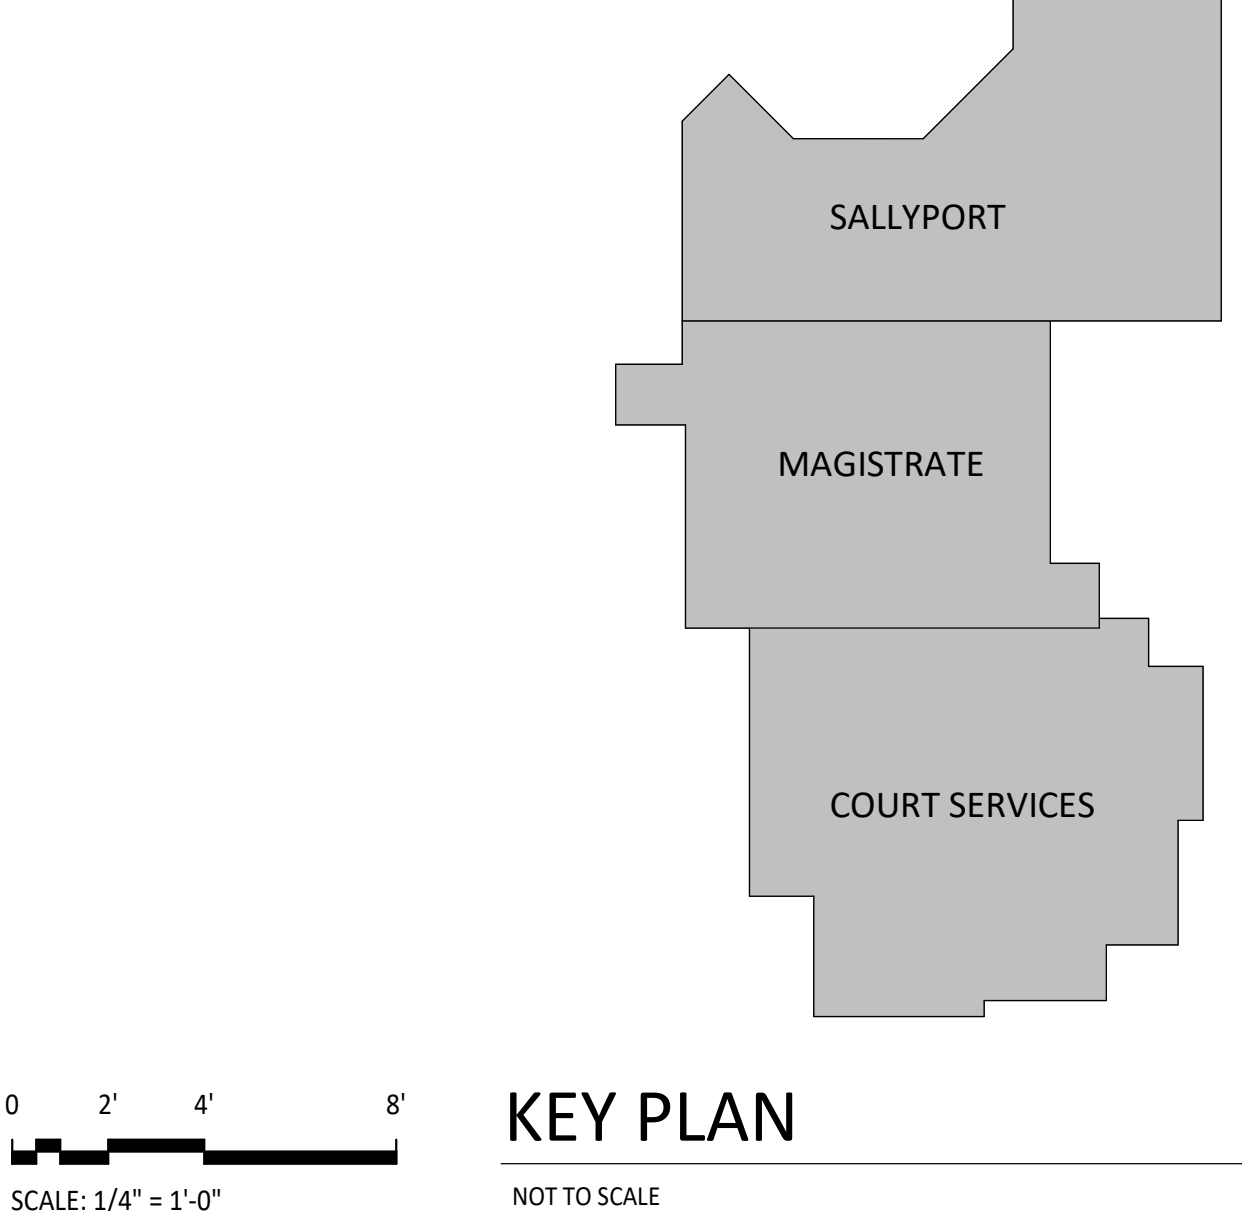 SALLYPORT
MAGISTRATE
COURT SERVICES
0 2' 4' 8'
SCALE: 1/4" = 1'-0"
KEY PLAN
NOT TO SCALE